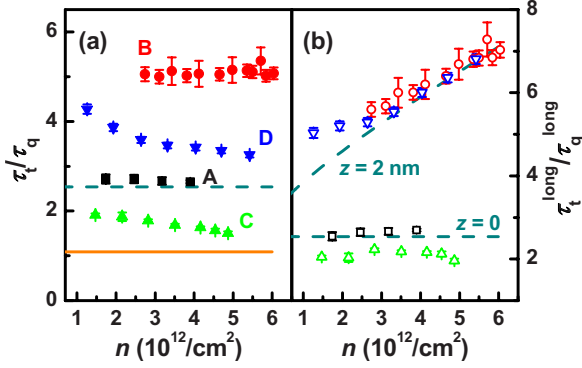 (a)
(b)
B
D
A
C
z = 2 nm
z = 0
τt/τq
τt^long/τq^long
6
4
2
0
8
6
4
2
1 2 3 4 5 6
1 2 3 4 5 6
n (10^12/cm^2)
n (10^12/cm^2)